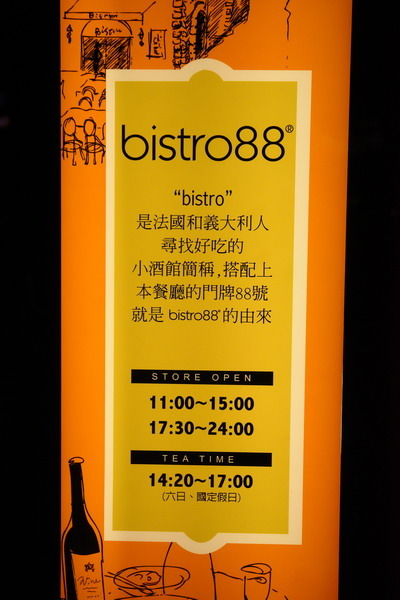 Bistro
bistro88®
“bistro”
是法國和義大利人
尋找好吃的
小酒館簡稱,搭配上
本餐廳的門牌88號
就是 bistro88®的由來
STORE OPEN
11:00~15:00
17:30~24:00
TEA TIME
14:20~17:00
(六日、國定假日)
Wine